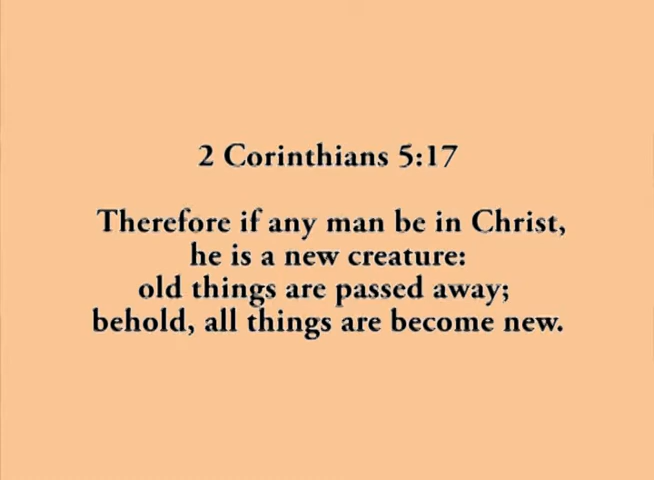 2 Corinthians 5:17
Therefore if any man be in Christ,
he is a new creature:
old things are passed away;
behold, all things are become new.